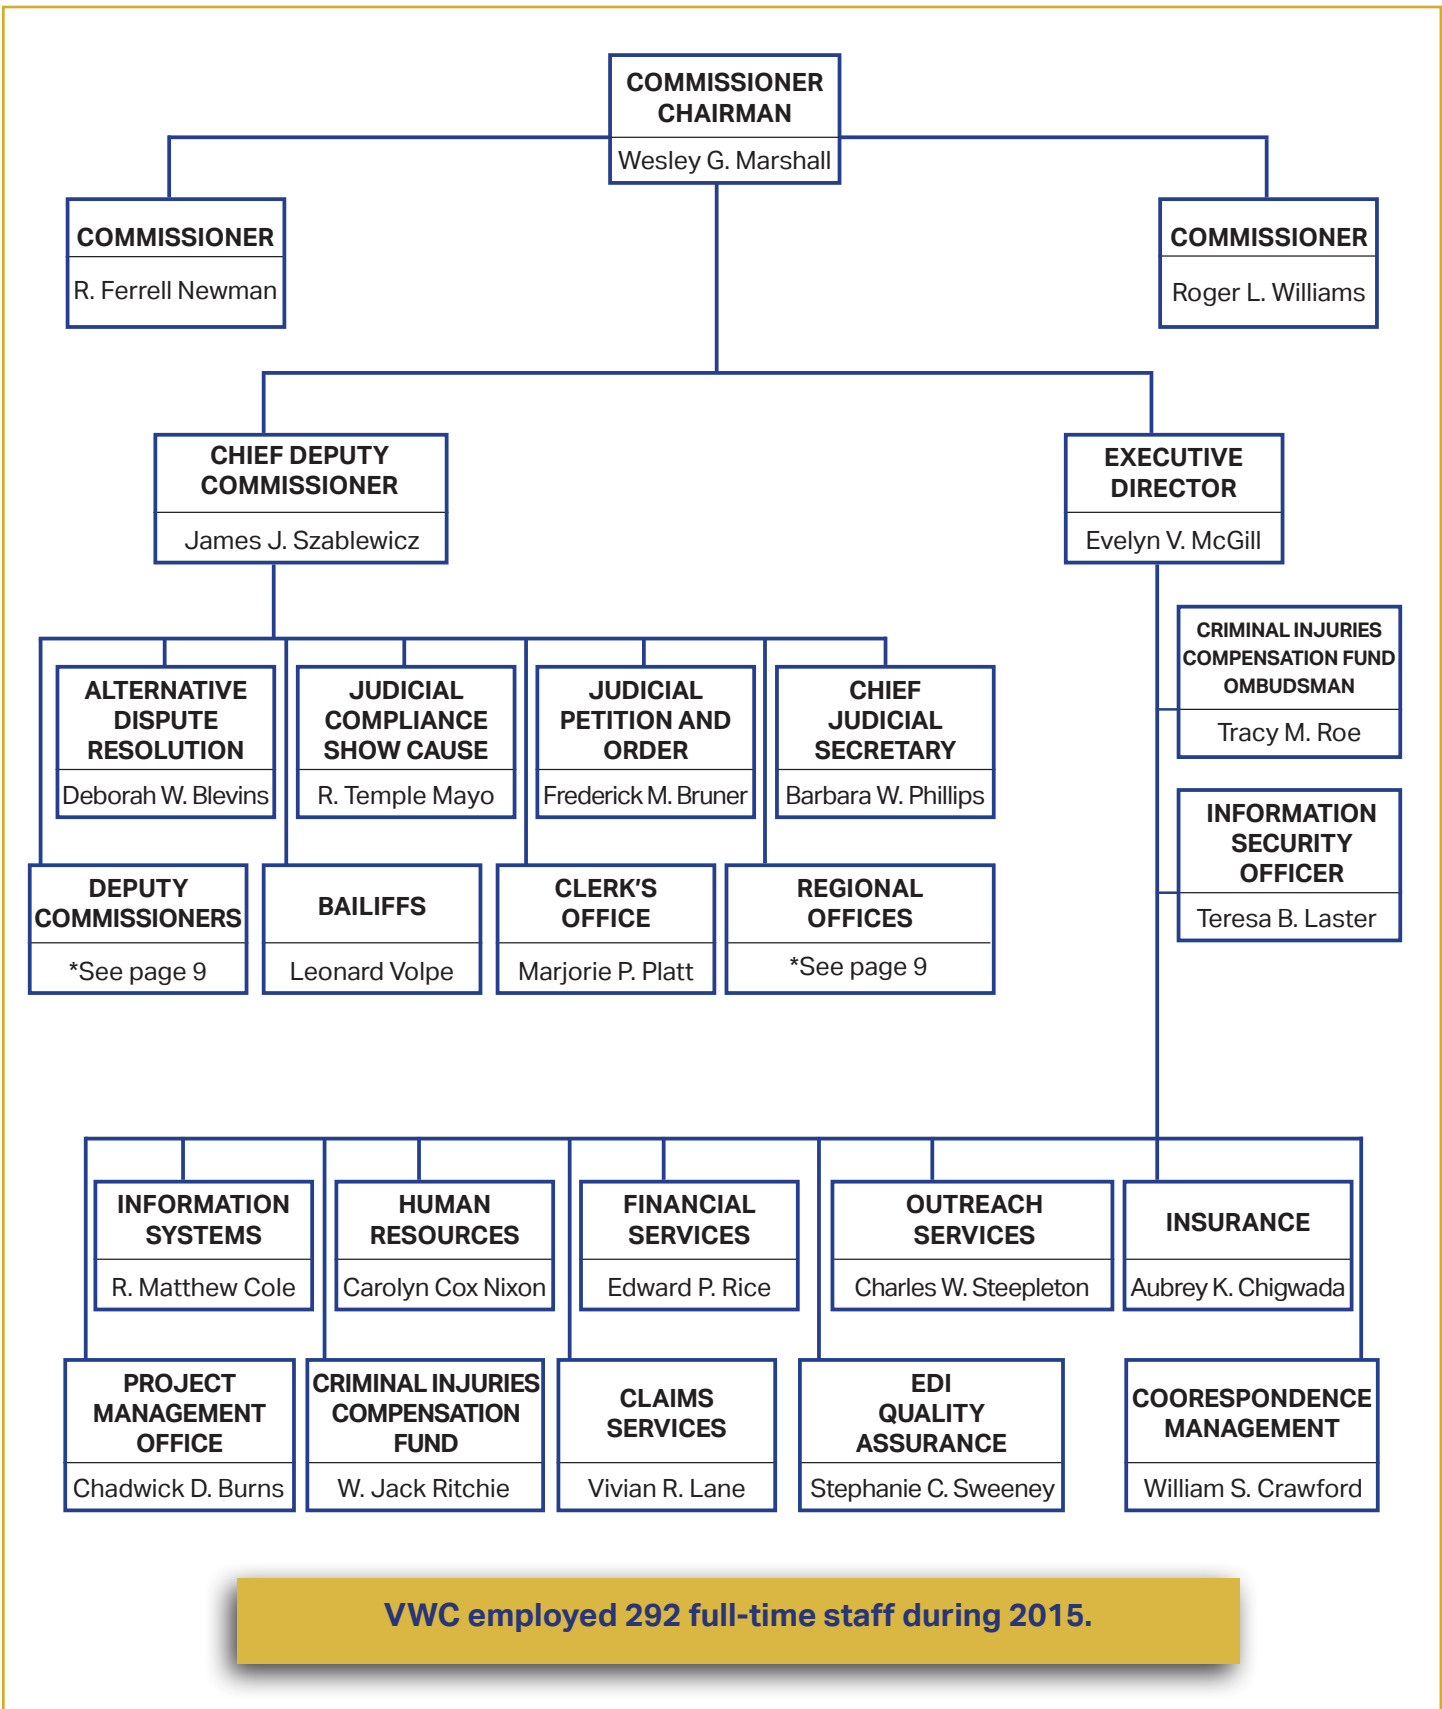 COMMISSIONER
CHAIRMAN
Wesley G. Marshall
COMMISSIONER
R. Ferrell Newman
COMMISSIONER
Roger L. Williams
CHIEF DEPUTY
COMMISSIONER
James J. Szablewicz
EXECUTIVE
DIRECTOR
Evelyn V. McGill
CRIMINAL INJURIES
COMPENSATION FUND
OMBUDSMAN
Tracy M. Roe
INFORMATION
SECURITY
OFFICER
Teresa B. Laster
ALTERNATIVE
DISPUTE
RESOLUTION
Deborah W. Blevins
JUDICIAL
COMPLIANCE
SHOW CAUSE
R. Temple Mayo
JUDICIAL
PETITION AND
ORDER
Frederick M. Bruner
CHIEF
JUDICIAL
SECRETARY
Barbara W. Phillips
DEPUTY
COMMISSIONERS
*See page 9
BAILIFFS
Leonard Volpe
CLERK'S
OFFICE
Marjorie P. Platt
REGIONAL
OFFICES
*See page 9
INFORMATION
SYSTEMS
R. Matthew Cole
HUMAN
RESOURCES
Carolyn Cox Nixon
FINANCIAL
SERVICES
Edward P. Rice
OUTREACH
SERVICES
Charles W. Steepleton
INSURANCE
Aubrey K. Chigwada
PROJECT
MANAGEMENT
OFFICE
Chadwick D. Burns
CRIMINAL INJURIES
COMPENSATION
FUND
W. Jack Ritchie
CLAIMS
SERVICES
Vivian R. Lane
EDI
QUALITY
ASSURANCE
Stephanie C. Sweeney
COORESPONDENCE
MANAGEMENT
William S. Crawford
VWC employed 292 full-time staff during 2015.